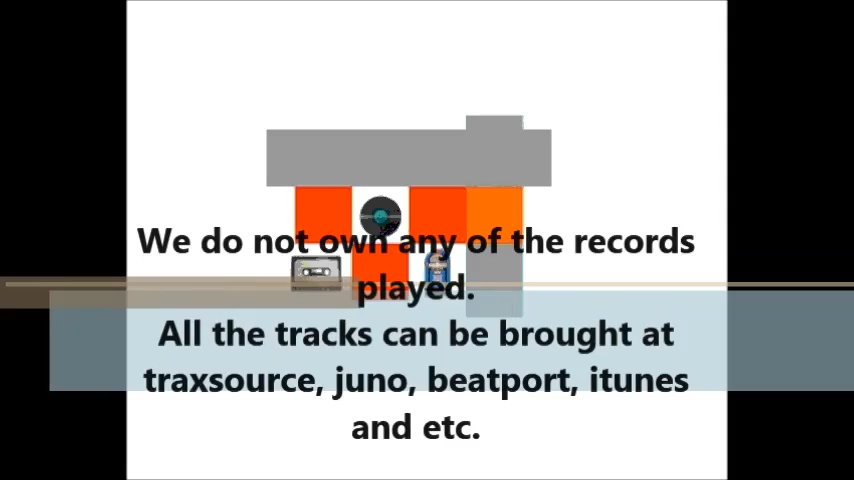 We do not own any of the records
played.
All the tracks can be brought at
traxsource, juno, beatport, itunes
and etc.